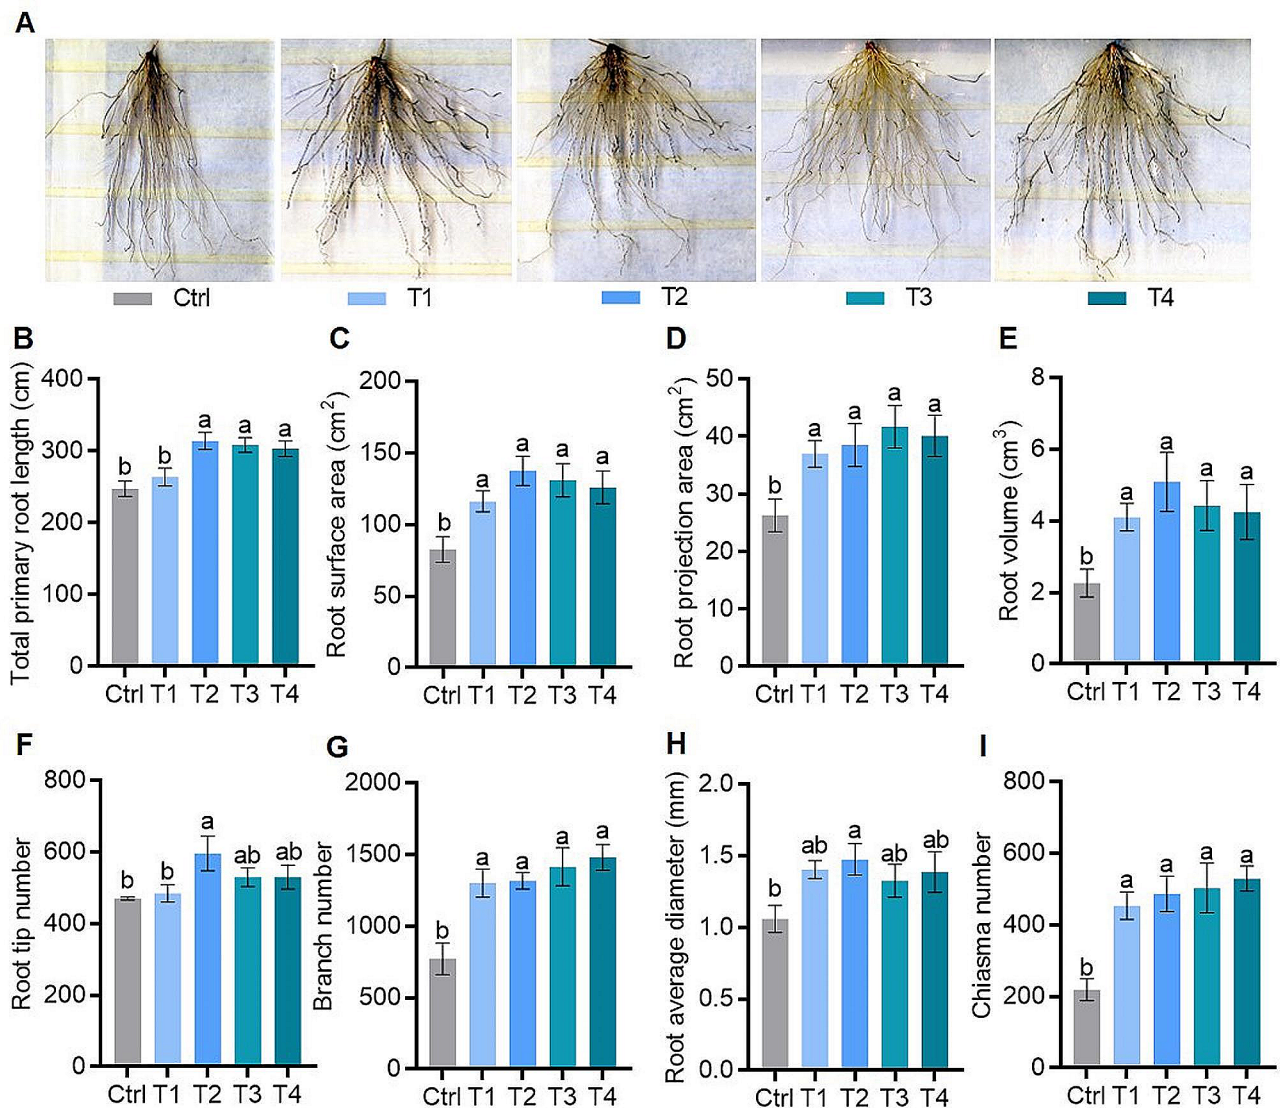 A
Ctrl T1 T2 T3 T4
B
Total primary root length (cm)
400
300
200
100
0
b b a a a
Ctrl T1 T2 T3 T4
C
Root surface area (cm2)
200
150
100
50
0
b a a a a
Ctrl T1 T2 T3 T4
D
Root projection area (cm2)
50
40
30
20
10
0
b a a a a
Ctrl T1 T2 T3 T4
E
Root volume (cm3)
8
6
4
2
0
b a a a a
Ctrl T1 T2 T3 T4
F
Root tip number
800
600
400
200
0
b b a ab ab
Ctrl T1 T2 T3 T4
G
Branch number
2000
1500
1000
500
0
b a a a a
Ctrl T1 T2 T3 T4
H
Root average diameter (mm)
2.0
1.5
1.0
0.5
0.0
b ab a ab ab
Ctrl T1 T2 T3 T4
I
Chiasma number
800
600
400
200
0
b a a a a
Ctrl T1 T2 T3 T4